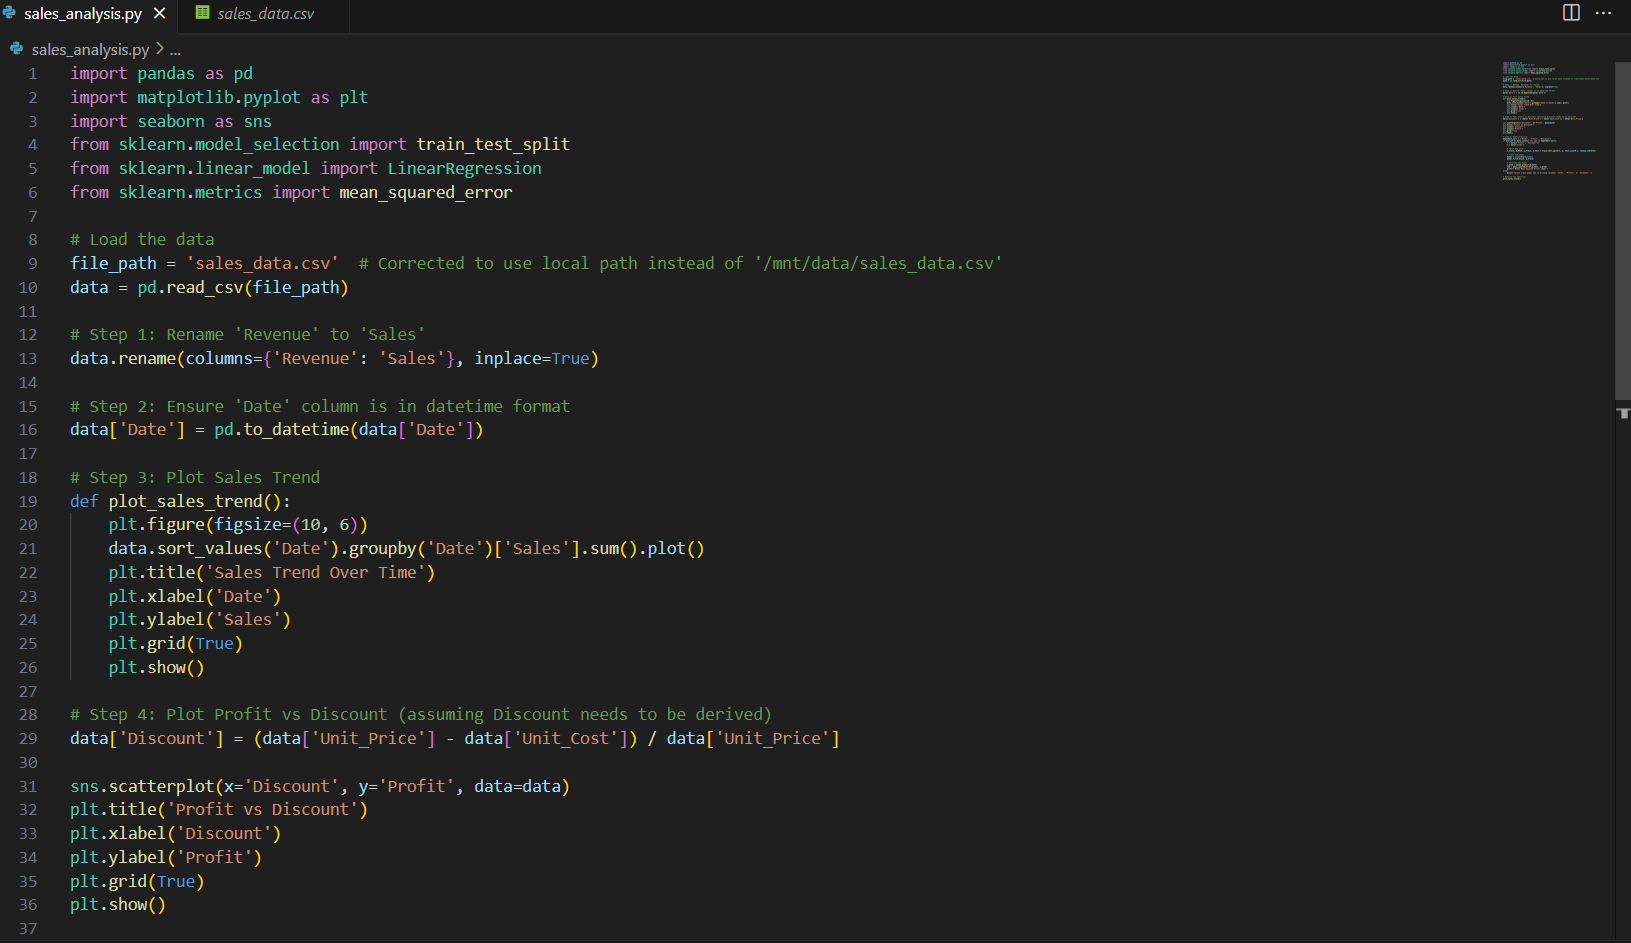 sales_analysis.py
sales_data.csv
sales_analysis.py > ...
1 import pandas as pd
2 import matplotlib.pyplot as plt
3 import seaborn as sns
4 from sklearn.model_selection import train_test_split
5 from sklearn.linear_model import LinearRegression
6 from sklearn.metrics import mean_squared_error
7
8 # Load the data
9 file_path = 'sales_data.csv'  # Corrected to use local path instead of '/mnt/data/sales_data.csv'
10 data = pd.read_csv(file_path)
11
12 # Step 1: Rename 'Revenue' to 'Sales'
13 data.rename(columns={'Revenue': 'Sales'}, inplace=True)
14
15 # Step 2: Ensure 'Date' column is in datetime format
16 data['Date'] = pd.to_datetime(data['Date'])
17
18 # Step 3: Plot Sales Trend
19 def plot_sales_trend():
20     plt.figure(figsize=(10, 6))
21     data.sort_values('Date').groupby('Date')['Sales'].sum().plot()
22     plt.title('Sales Trend Over Time')
23     plt.xlabel('Date')
24     plt.ylabel('Sales')
25     plt.grid(True)
26     plt.show()
27
28 # Step 4: Plot Profit vs Discount (assuming Discount needs to be derived)
29 data['Discount'] = (data['Unit_Price'] - data['Unit_Cost']) / data['Unit_Price']
30
31 sns.scatterplot(x='Discount', y='Profit', data=data)
32 plt.title('Profit vs Discount')
33 plt.xlabel('Discount')
34 plt.ylabel('Profit')
35 plt.grid(True)
36 plt.show()
37